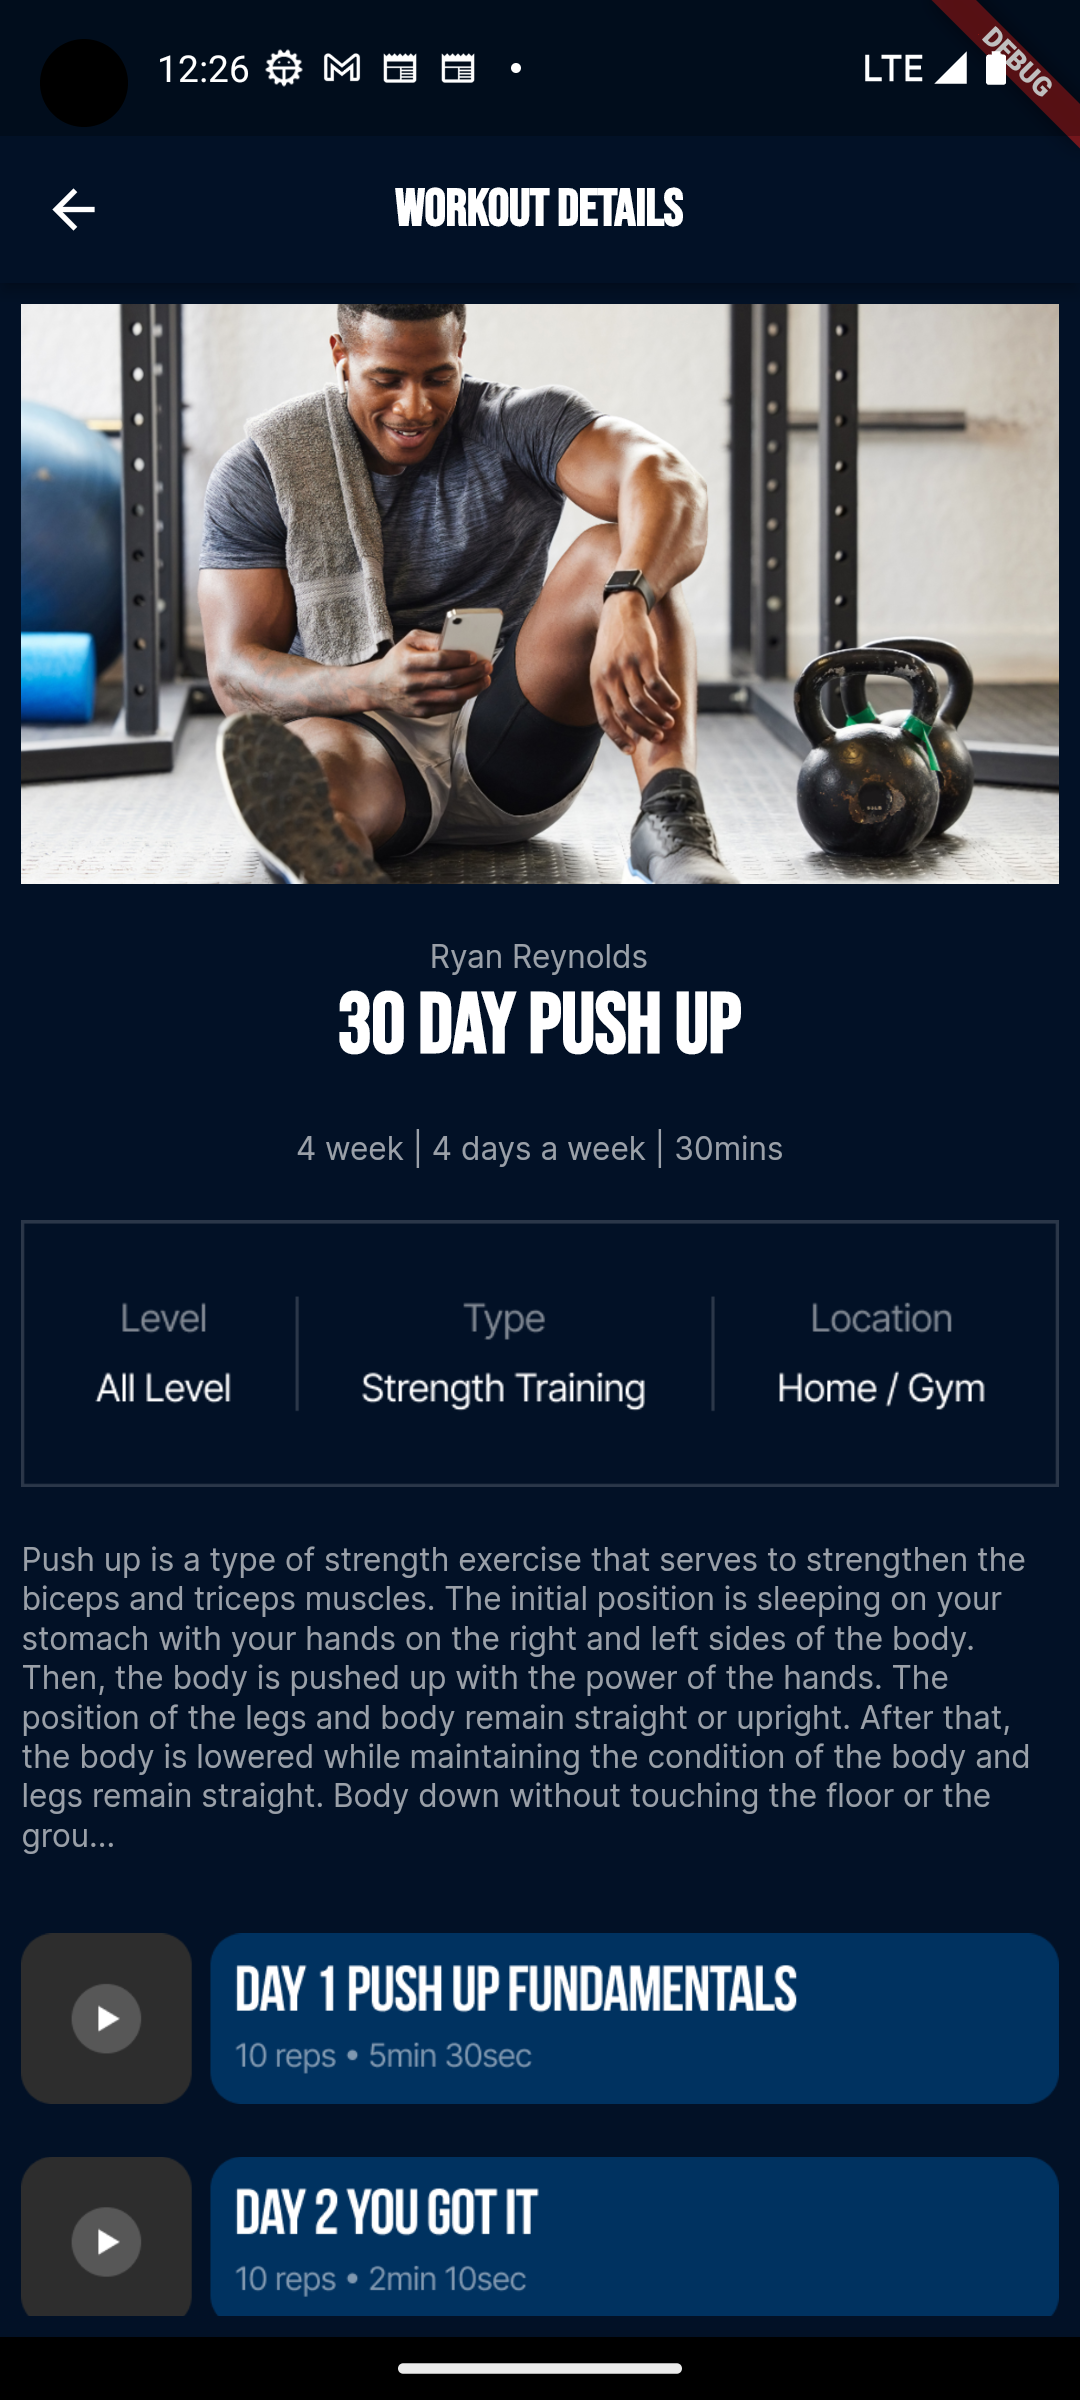 12:26
LTE
DEBUG
WORKOUT DETAILS
Ryan Reynolds
30 DAY PUSH UP
4 week | 4 days a week | 30mins
Level
Type
Location
All Level
Strength Training
Home / Gym
Push up is a type of strength exercise that serves to strengthen the
biceps and triceps muscles. The initial position is sleeping on your
stomach with your hands on the right and left sides of the body.
Then, the body is pushed up with the power of the hands. The
position of the legs and body remain straight or upright. After that,
the body is lowered while maintaining the condition of the body and
legs remain straight. Body down without touching the floor or the
grou...
DAY 1 PUSH UP FUNDAMENTALS
10 reps • 5min 30sec
DAY 2 YOU GOT IT
10 reps • 2min 10sec